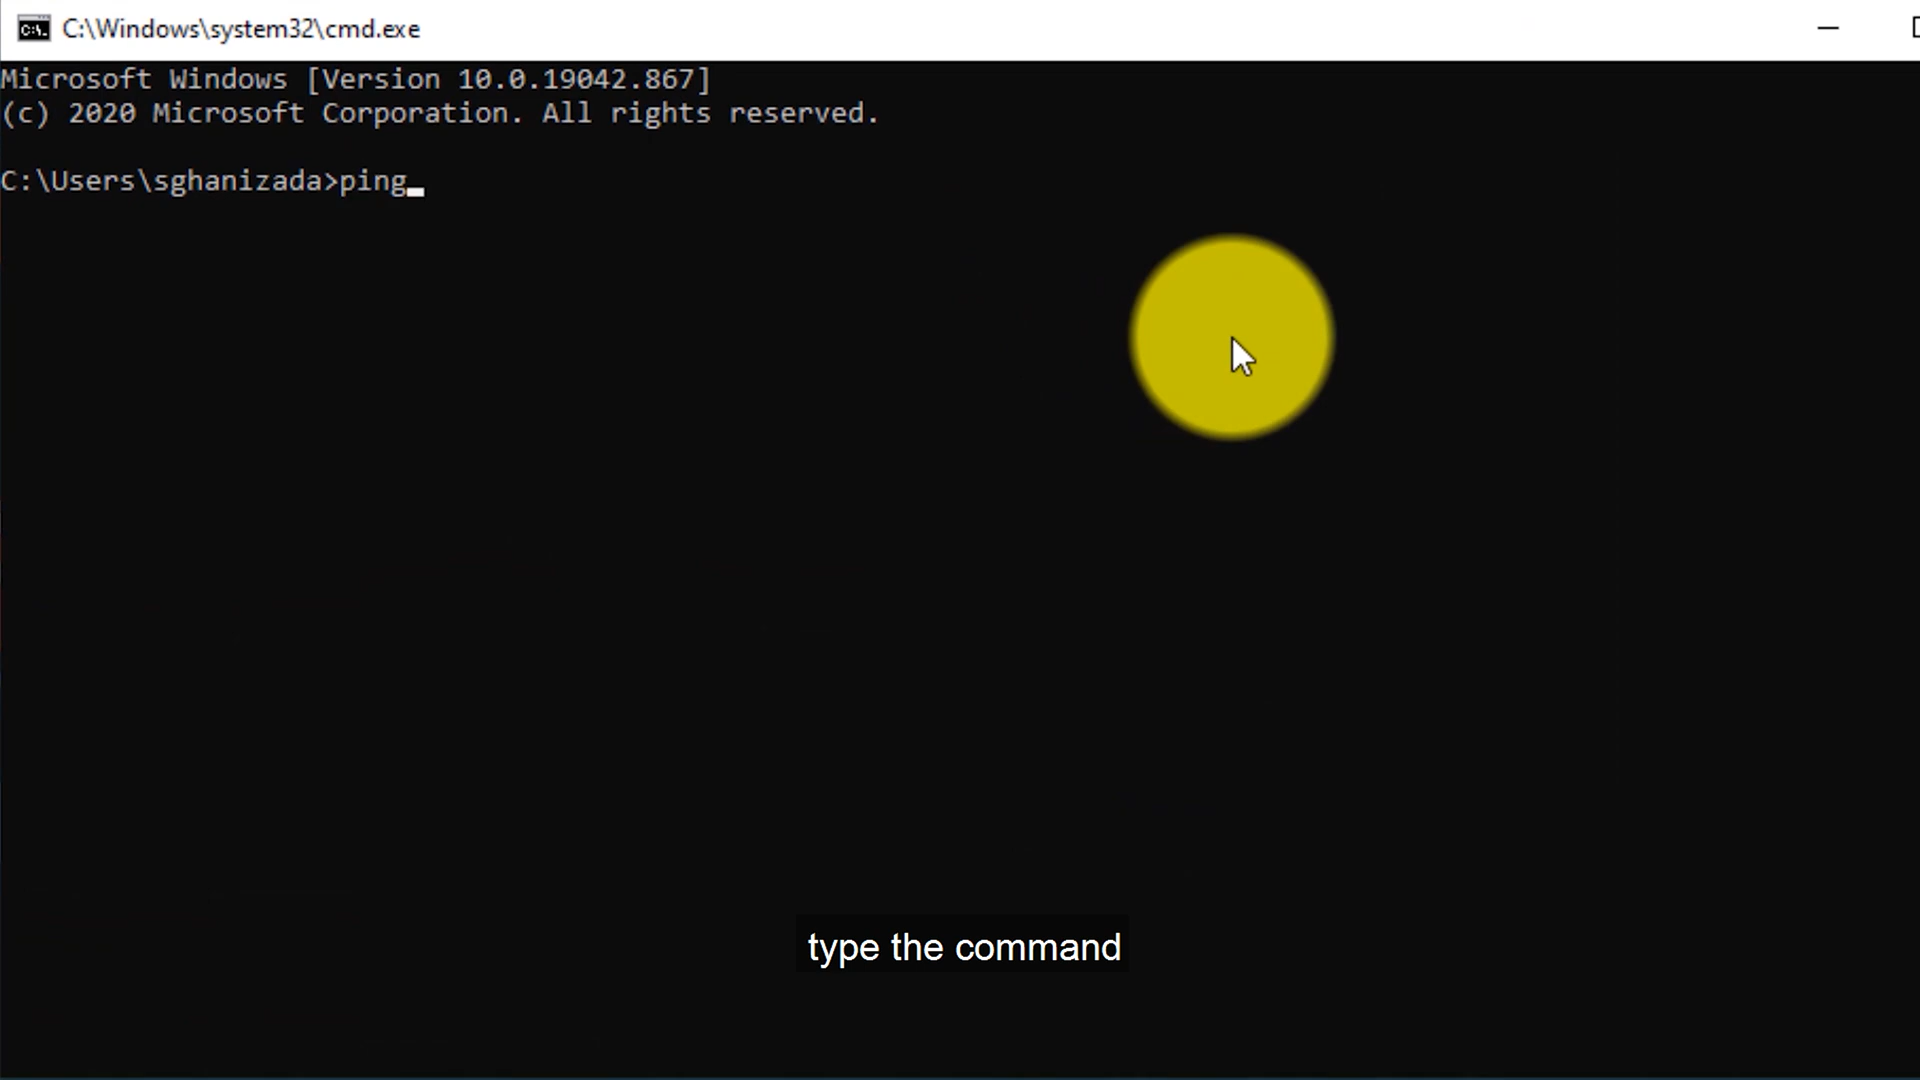 C:\Windows\system32\cmd.exe
Microsoft Windows [Version 10.0.19042.867]
(c) 2020 Microsoft Corporation. All rights reserved.
C:\Users\sghanizada>ping
type the command